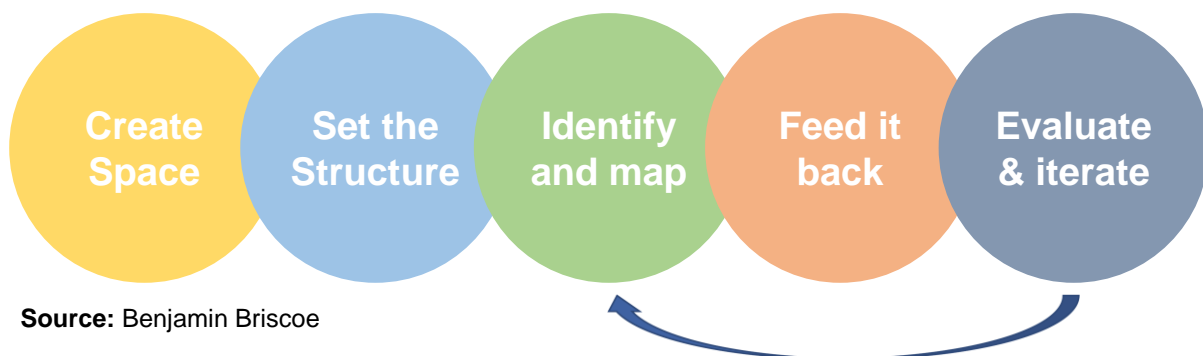 Create
Space
Set the
Structure
Identify
and map
Feed it
back
Evaluate
& iterate
Source: Benjamin Briscoe